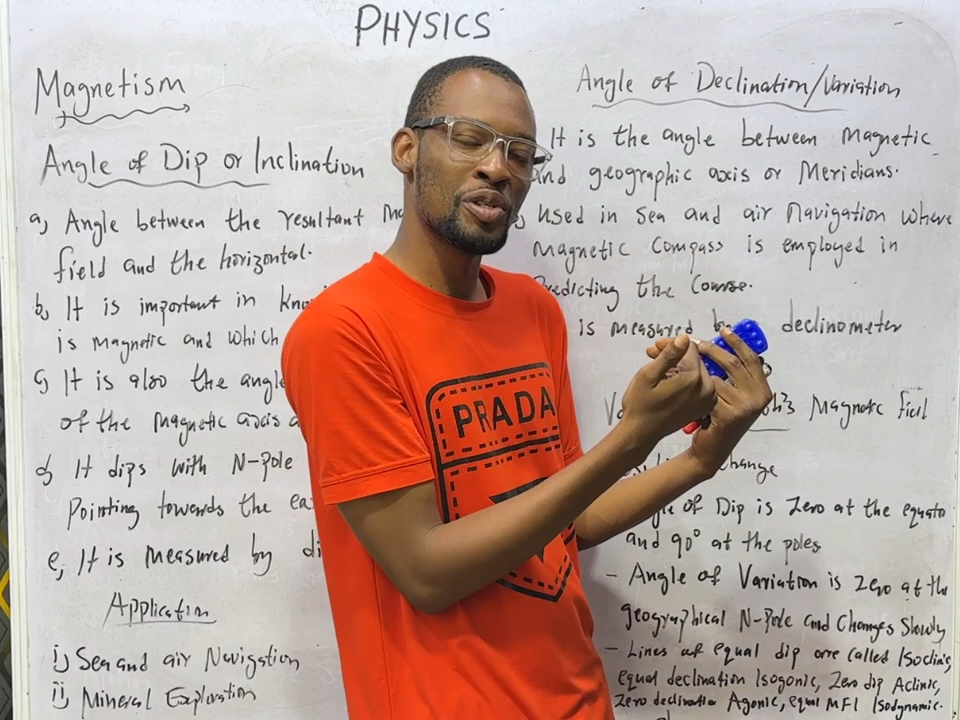 PHYSICS
Magnetism
Angle of Dip or Inclination
a, Angle between the resultant
field and the horizontal.
b, It is important in
is magnetic and which
c, It is also the angle
of the magnetic axis
d, It dips with N-pole
Pointing towards the
e, It is measured by
Application
i, Sea and air Navigation
ii, Mineral Exploration
Angle of Declination/Variation
It is the angle between Magnetic
and geographic axis or Meridians.
Used in Sea and air Navigation where
Magnetic Compass is employed in
Predicting the Course.
is measured by declinometer
Magnetic Field
change
of Dip is Zero at the equator
and 90° at the poles
- Angle of Variation is Zero at the
geographical N-Pole and Changes Slowly
- Lines of equal dip are called Isoclinic,
equal declination Isogonic, Zero dip Aclinic,
Zero declination Agonic, equal MFI Isodynamic.
PRADA